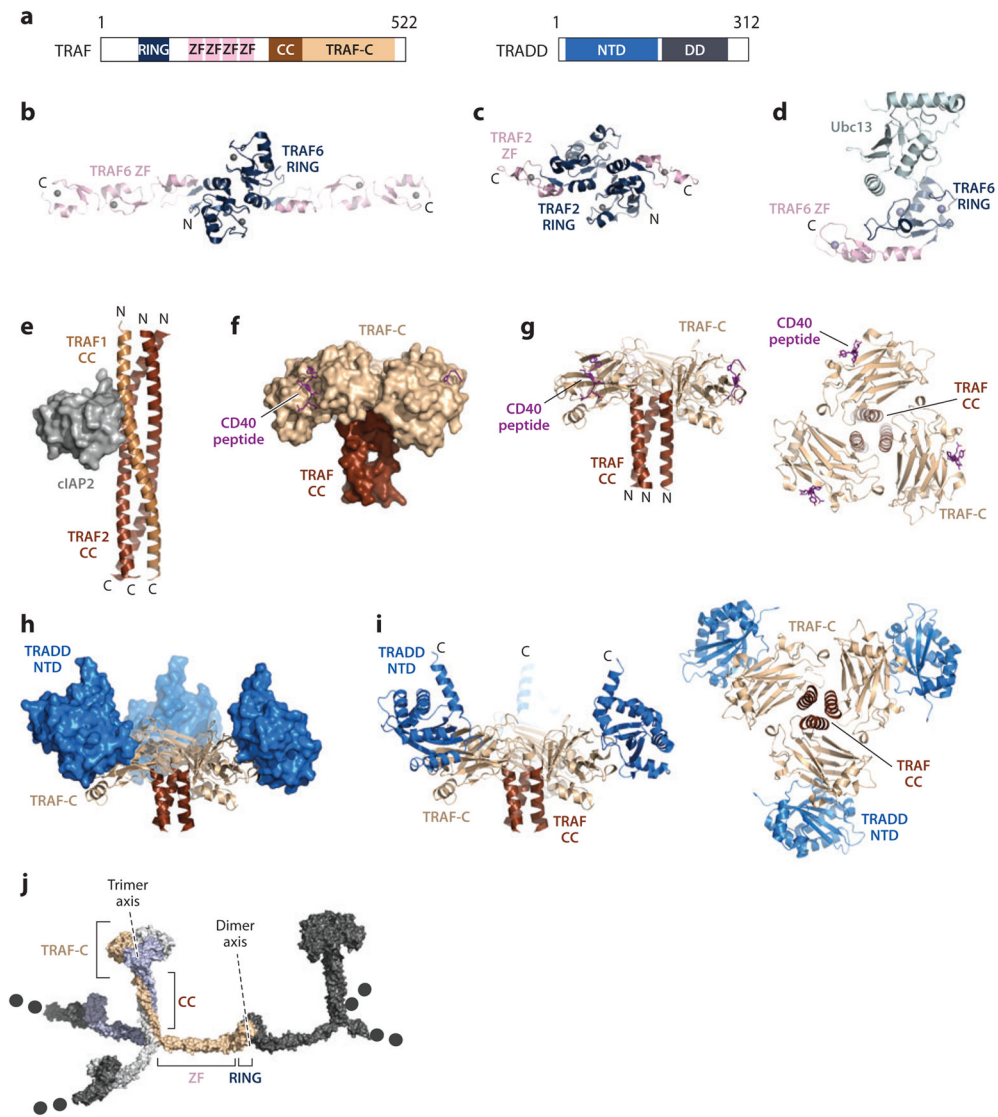 a
1 522
TRAF RING ZF ZF ZF ZF CC TRAF-C
1 312
TRADD NTD DD
b
TRAF6 ZF
TRAF6
RING
C
N
C
c
TRAF2
ZF
C
TRAF2
RING
N
C
d
Ubc13
TRAF6
RING
TRAF6 ZF
C
e
N N N
TRAF1
CC
cIAP2
TRAF2
CC
C C C
f
TRAF-C
CD40
peptide
TRAF
CC
g
TRAF-C
CD40
peptide
TRAF
CC
N N N
CD40
peptide
TRAF
CC
TRAF-C
h
TRADD
NTD
TRAF-C
i
TRADD
NTD
C C C
TRAF-C
TRAF
CC
TRAF-C
TRAF
CC
TRADD
NTD
j
Trimer
axis
Dimer
axis
TRAF-C
CC
ZF RING